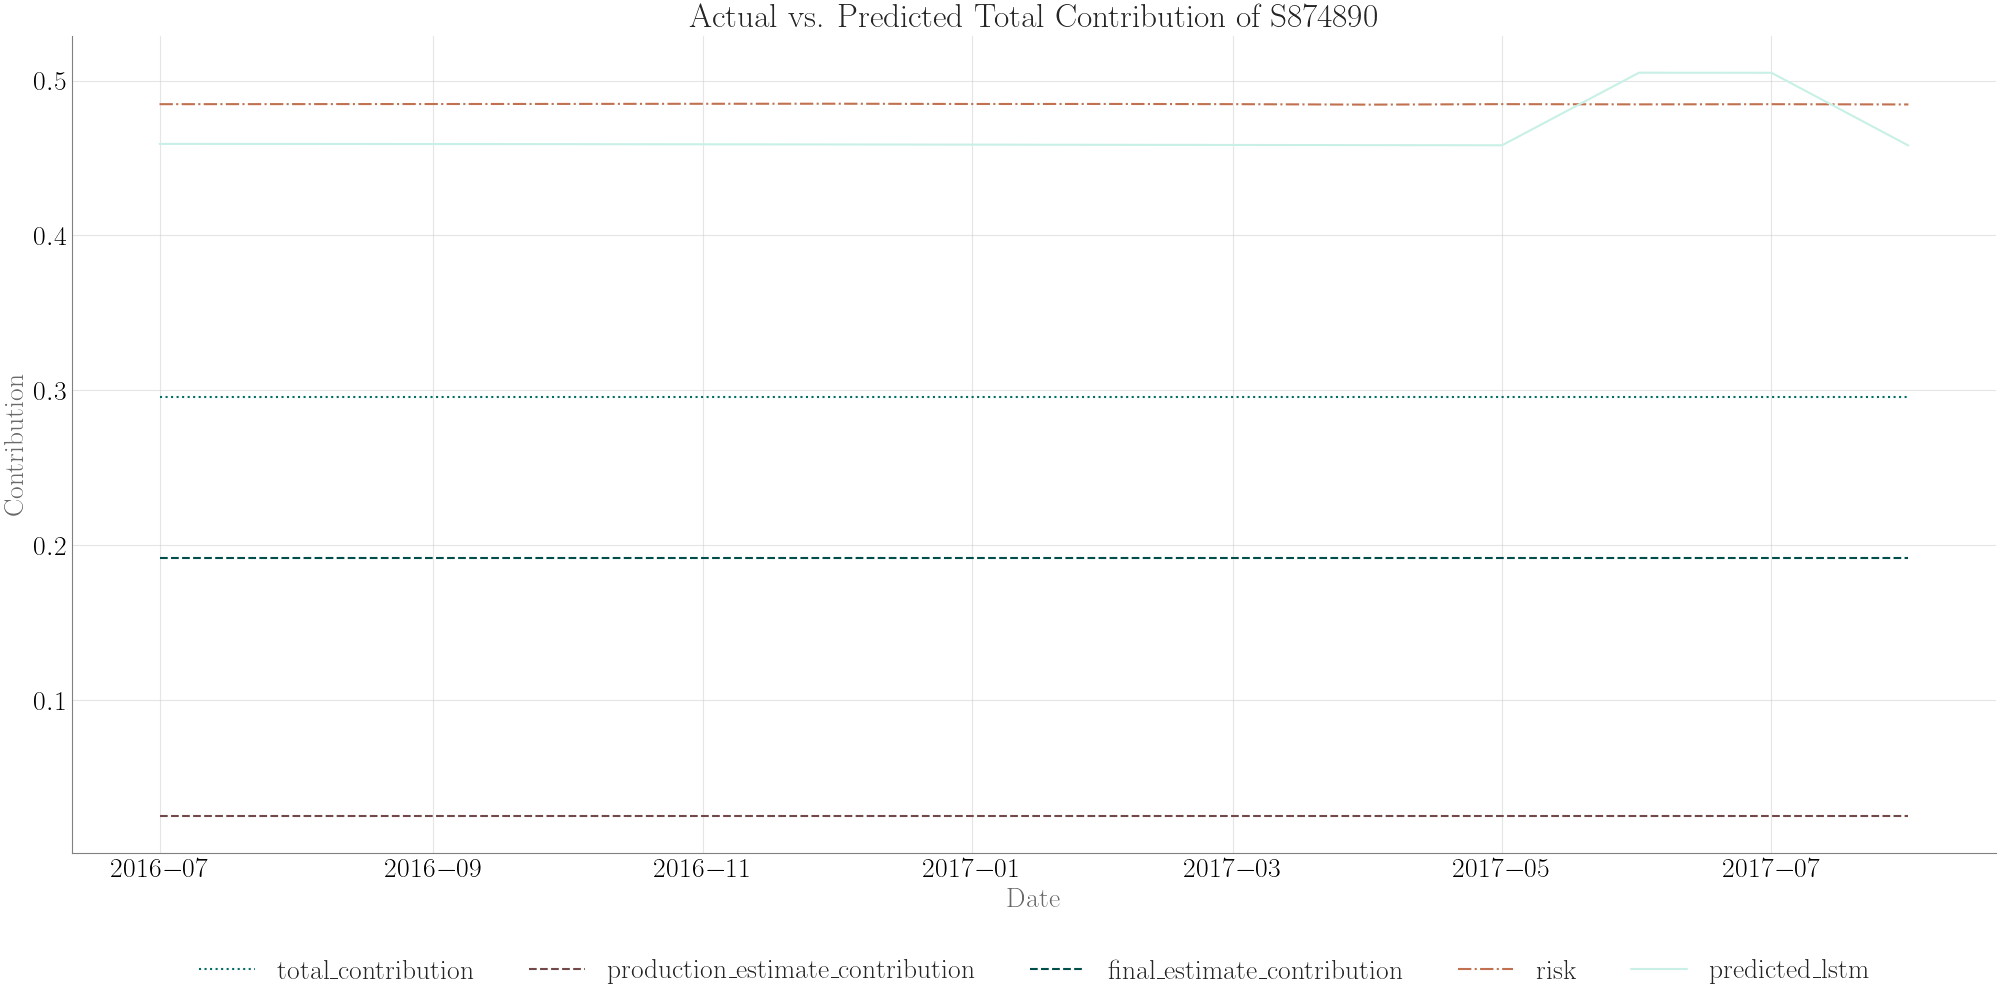 Actual vs. Predicted Total Contribution of S874890
0.5
0.4
0.3
0.2
0.1
Contribution
2016–07 2016–09 2016–11 2017–01 2017–03 2017–05 2017–07
Date
total_contribution production_estimate_contribution final_estimate_contribution risk predicted_lstm